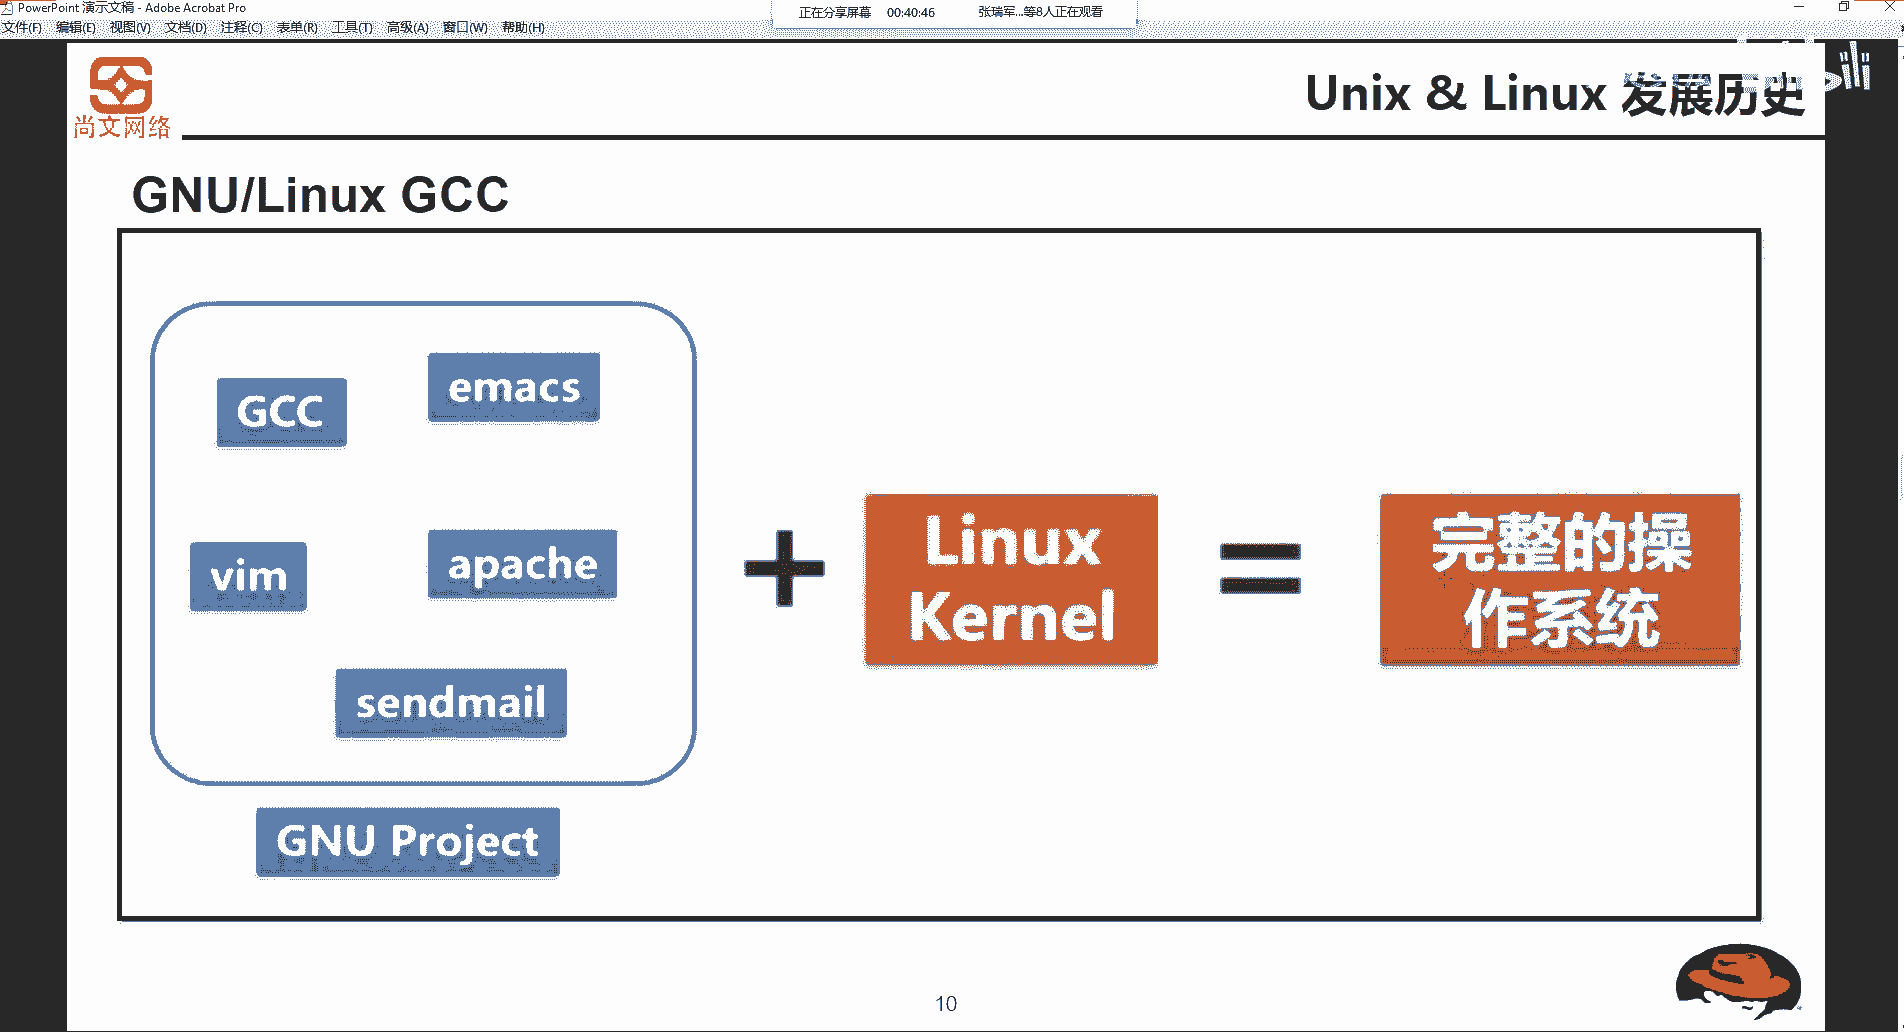 PowerPoint 演示文稿 - Adobe Acrobat Pro
正在分享屏幕 00:40:46 张瑞军...等8人正在观看
文件(F) 编辑(E) 视图(V) 文档(D) 注释(C) 表单(R) 工具(T) 高级(A) 窗口(W) 帮助(H)
尚文网络
Unix & Linux 发展历史
GNU/Linux GCC
GCC
emacs
vim
apache
sendmail
GNU Project
+
Linux
Kernel
=
完整的操
作系统
10